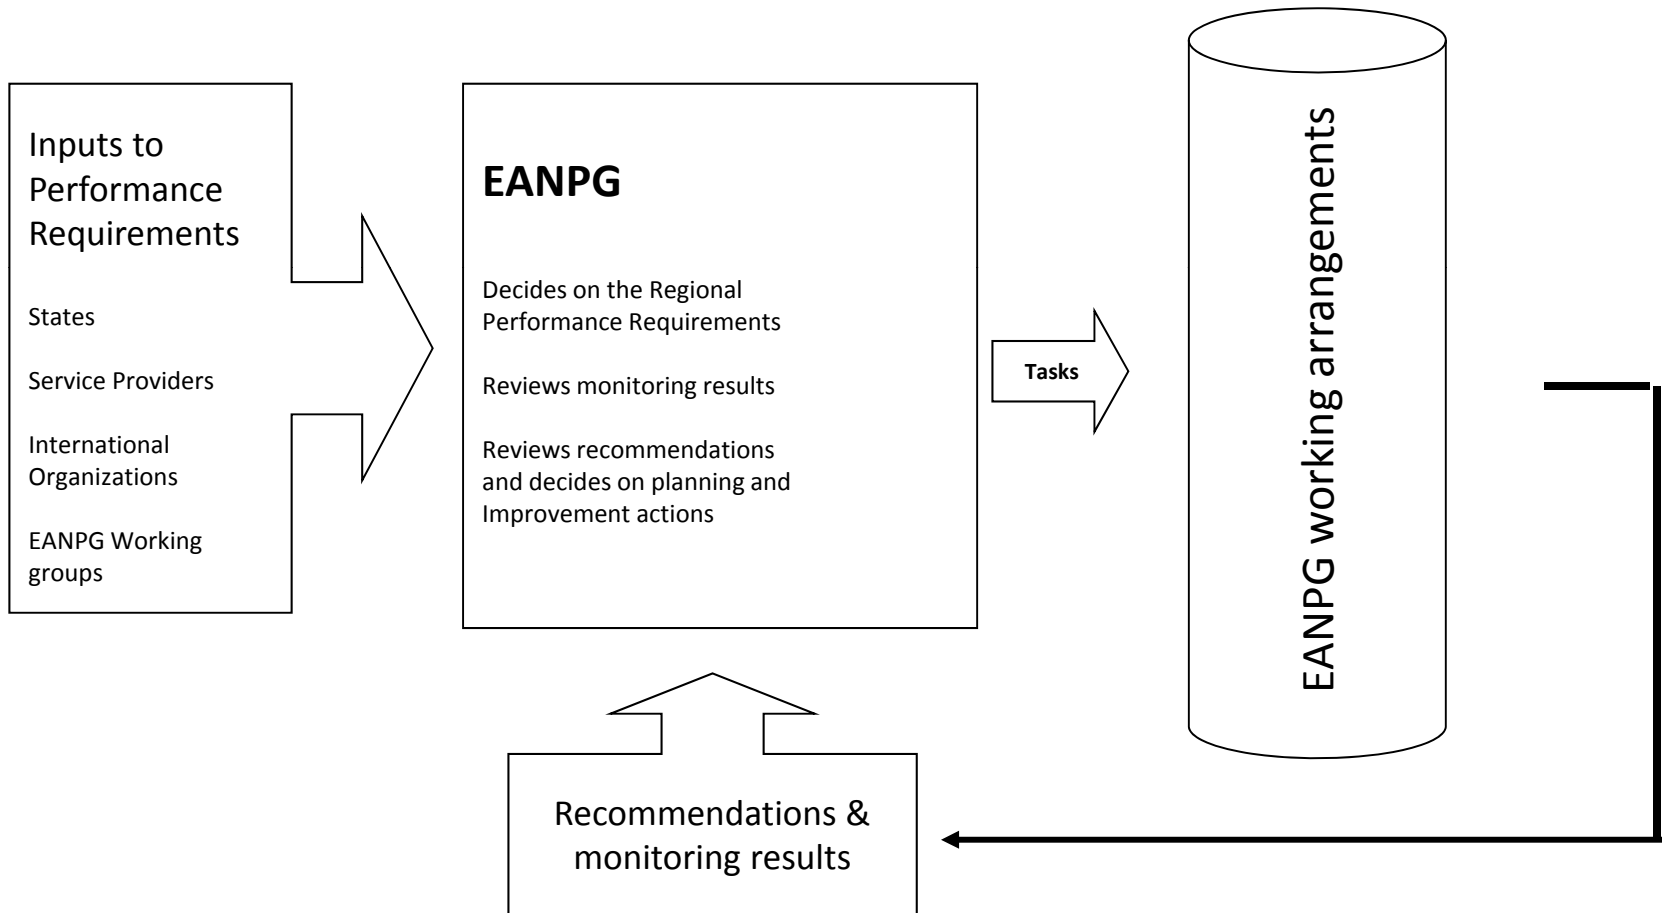 Inputs to
Performance
Requirements
States
Service Providers
International
Organizations
EANPG Working
groups
EANPG
Decides on the Regional
Performance Requirements
Reviews monitoring results
Reviews recommendations
and decides on planning and
Improvement actions
Tasks
EANPG working arrangements
Recommendations &
monitoring results